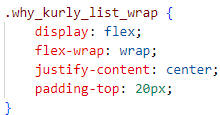 .why_kurly_list_wrap {
display: flex;
flex-wrap: wrap;
justify-content: center;
padding-top: 20px;
}